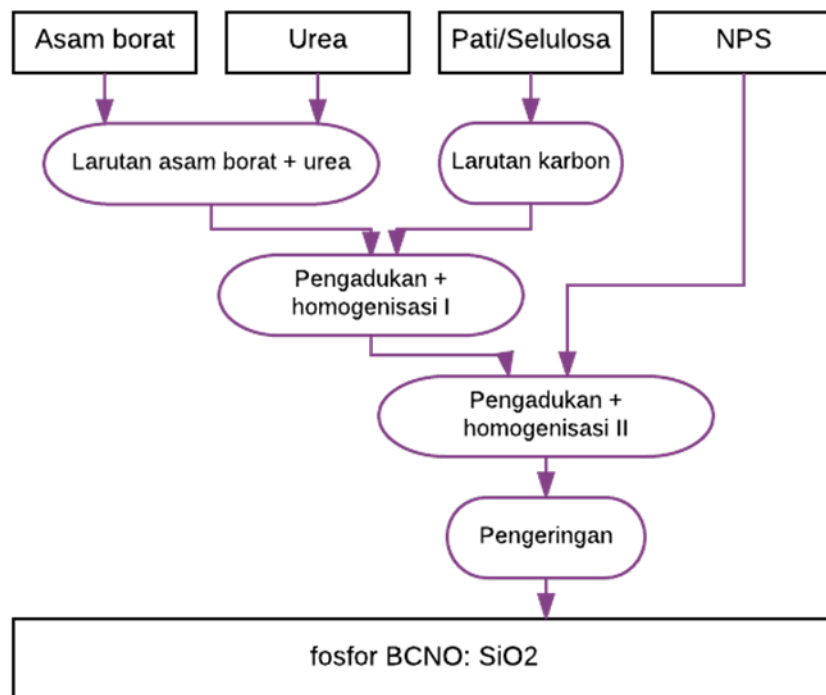 Asam borat
Urea
Pati/Selulosa
NPS
Larutan asam borat + urea
Larutan karbon
Pengadukan +
homogenisasi I
Pengadukan +
homogenisasi II
Pengeringan
fosfor BCNO: SiO2